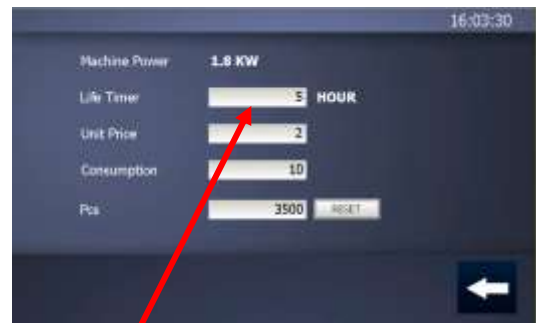 16:03:30
Machine Power 1.8 KW
Life Timer 5 HOUR
Unit Price 2
Consumption 10
Pcs 3500 RESET